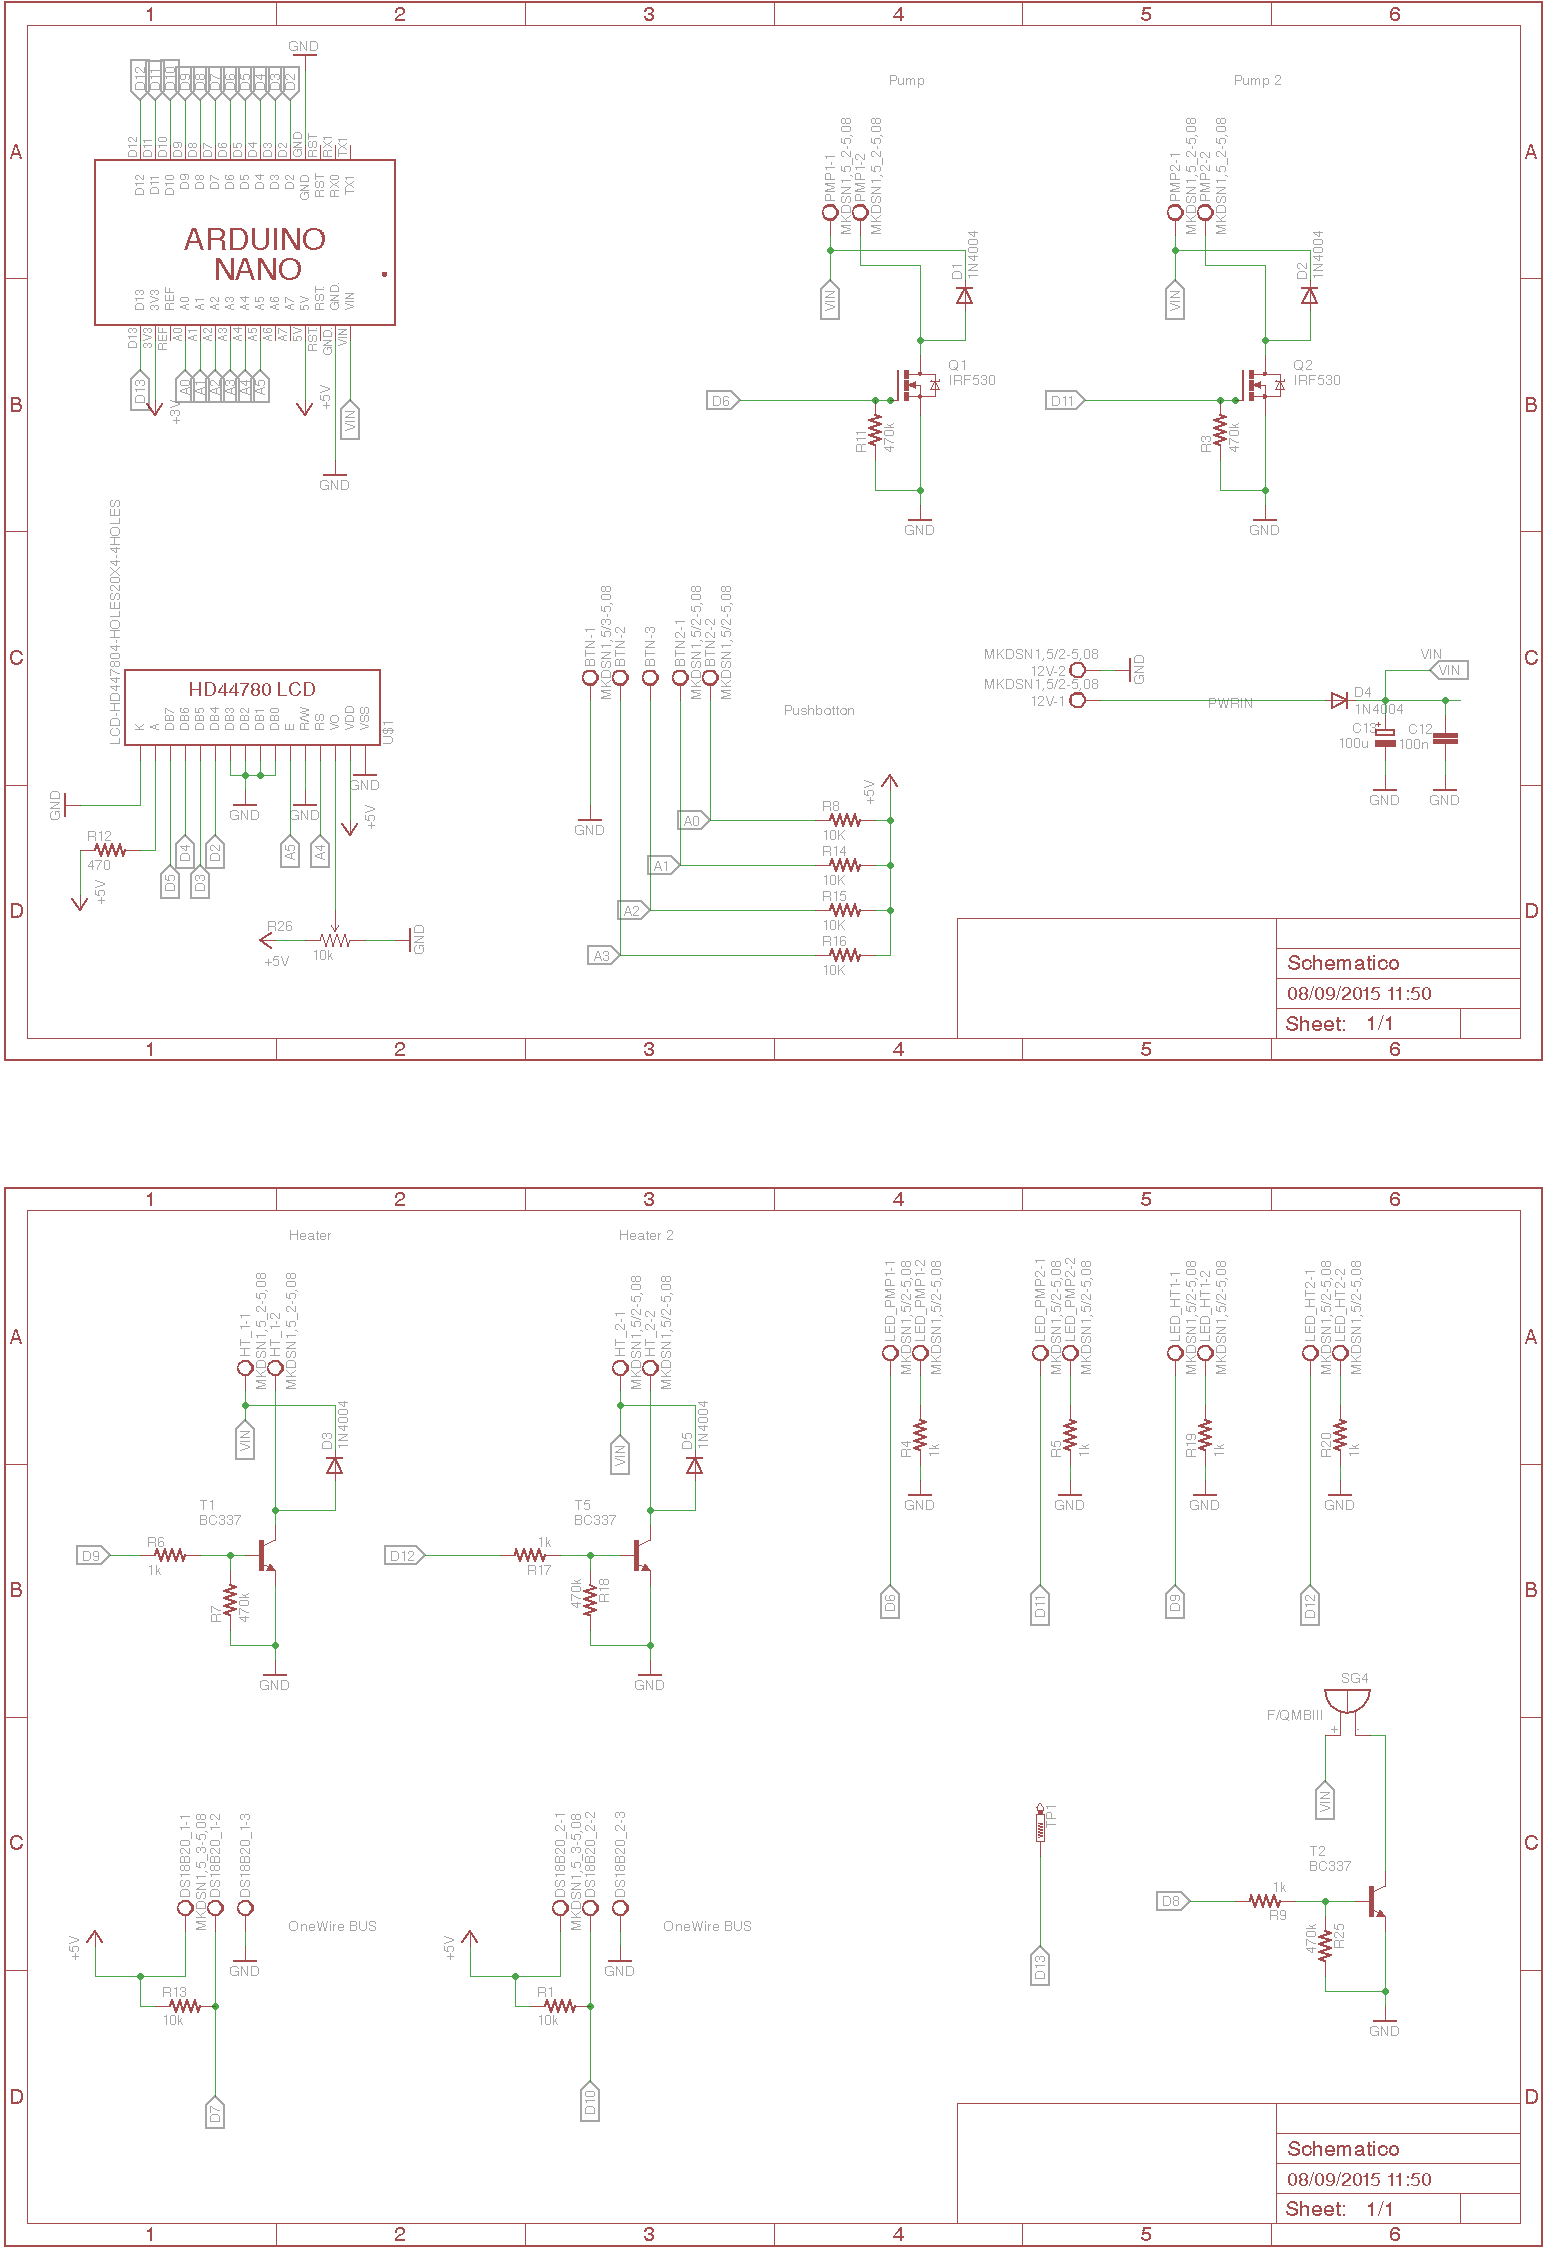 1 2 3 4 5 6
A
B
C
D
A
B
C
D
GND
D12 D11 D10 D9 D8 D7 D6 D5 D4 D3 D2
D12 D11 D10 D9 D8 D7 D6 D5 D4 D3 D2 GND RST RX1 TX1
D12 D11 D10 D9 D8 D7 D6 D5 D4 D3 D2 GND RST RX0 TX1
ARDUINO
NANO
D13 3V3 REF A0 A1 A2 A3 A4 A5 A6 A7 5V RST. GND. VIN
D13 3V3 REF A0 A1 A2 A3 A4 A5 A6 A7 5V RST. GND. VIN
D13 +3V A0 A1 A2 A3 A4 A5 +5V VIN
GND
Pump
PMP1-1
MKDSN1,5_2-5,08
PMP1-2
MKDSN1,5_2-5,08
VIN
D1
1N4004
Q1
IRF530
D6
R11
470k
GND
Pump 2
PMP2-1
MKDSN1,5_2-5,08
PMP2-2
MKDSN1,5_2-5,08
VIN
D2
1N4004
Q2
IRF530
D11
R3
470k
GND
LCD-HD447804-HOLES20X4-4HOLES
HD44780 LCD
K A DB7 DB6 DB5 DB4 DB3 DB2 DB1 DB0 E R/W RS VO VDD VSS
U$1
GND
GND
GND
GND
+5V
R12
470
+5V
D5 D4 D3 D2 A5 A4
R26
10k
+5V
GND
BTN-1
MKDSN1,5/3-5,08
BTN-2
BTN-3
BTN2-1
MKDSN1,5/2-5,08
BTN2-2
MKDSN1,5/2-5,08
Pushbotton
GND
+5V
A0
R8
10K
A1
R14
10K
A2
R15
10K
A3
R16
10K
MKDSN1,5/2-5,08
12V-2
GND
MKDSN1,5/2-5,08
12V-1
PWRIN
D4
1N4004
VIN
VIN
C13
100u
+
C12
100n
GND
GND
Schematico
08/09/2015 11:50
Sheet: 1/1
1 2 3 4 5 6
1 2 3 4 5 6
A
B
C
D
A
B
C
D
Heater
HT_1-1
MKDSN1,5_2-5,08
HT_1-2
MKDSN1,5_2-5,08
VIN
D3
1N4004
T1
BC337
D9
R6
1k
R7
470k
GND
Heater 2
HT_2-1
MKDSN1,5/2-5,08
HT_2-2
MKDSN1,5/2-5,08
VIN
D5
1N4004
T5
BC337
D12
1k
R17
470k
R18
GND
LED_PMP1-1
MKDSN1,5/2-5,08
LED_PMP1-2
MKDSN1,5/2-5,08
R4
1k
GND
D6
LED_PMP2-1
MKDSN1,5/2-5,08
LED_PMP2-2
MKDSN1,5/2-5,08
R5
1k
GND
D11
LED_HT1-1
MKDSN1,5/2-5,08
LED_HT1-2
MKDSN1,5/2-5,08
R19
1k
GND
D9
LED_HT2-1
MKDSN1,5/2-5,08
LED_HT2-2
MKDSN1,5/2-5,08
R20
1k
GND
D12
DS18B20_1-1
MKDSN1,5_3-5,08
DS18B20_1-2
DS18B20_1-3
OneWire BUS
+5V
GND
R13
10k
D7
DS18B20_2-1
MKDSN1,5_3-5,08
DS18B20_2-2
DS18B20_2-3
OneWire BUS
+5V
GND
R1
10k
D10
TP1
D13
SG4
F/QMBIII
+ -
VIN
T2
BC337
D8
1k
R9
470k
R25
GND
Schematico
08/09/2015 11:50
Sheet: 1/1
1 2 3 4 5 6